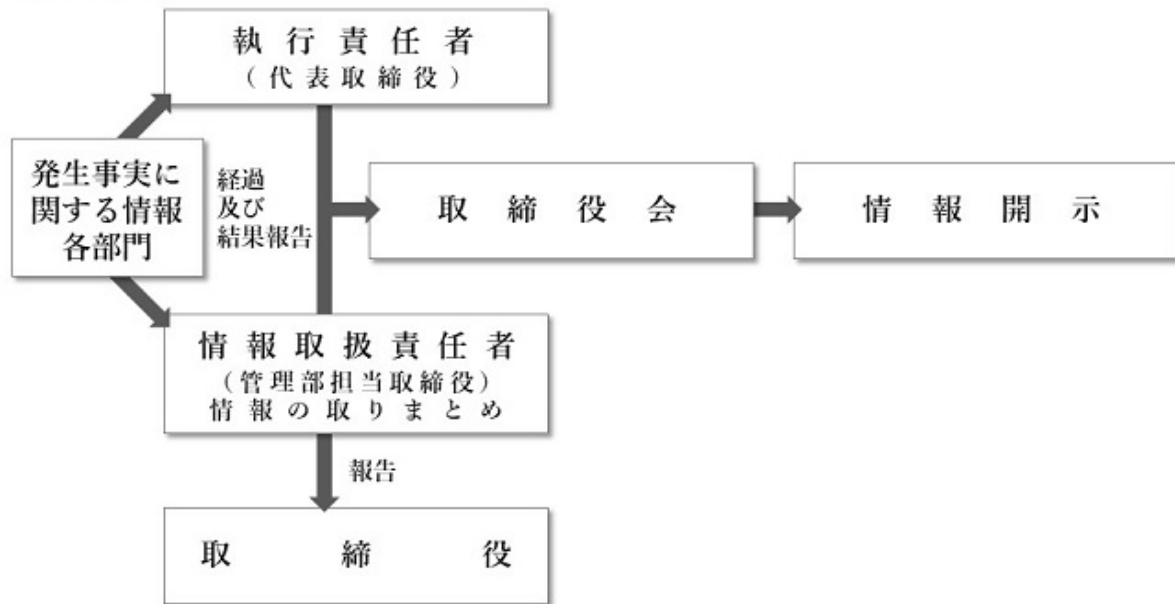 執行責任者
(代表取締役)
発生事実に
関する情報
各部門
経過
及び
結果報告
取締役会
情報開示
情報取扱責任者
(管理部担当取締役)
情報の取りまとめ
報告
取締役